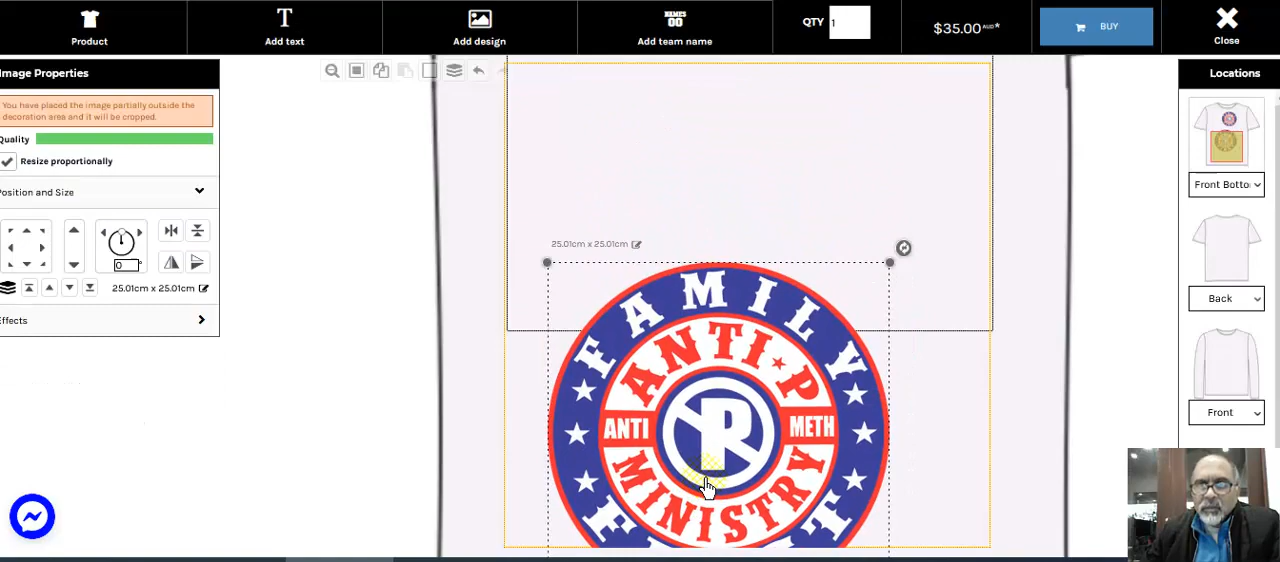 Product
Add text
NAMES
00
Add design
Add team name
QTY 1
$35.00 AUD*
BUY
Close
Image Properties
You have placed the image partially outside the
decoration area and it will be cropped.
Quality
Resize proportionally
Position and Size
0°
25.01cm x 25.01cm
Effects
25.01cm x 25.01cm
FAMILY
ANTI P
ANTI P METH
MINISTRY
Locations
Front Botto
Back
Front